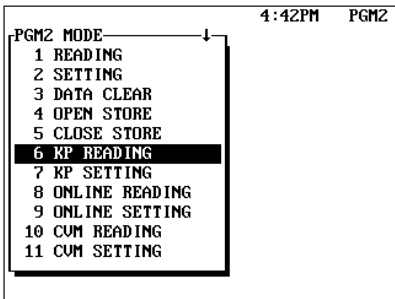 4:42PM PGM2
PGM2 MODE ↓
1 READING
2 SETTING
3 DATA CLEAR
4 OPEN STORE
5 CLOSE STORE
6 KP READING
7 KP SETTING
8 ONLINE READING
9 ONLINE SETTING
10 CVM READING
11 CVM SETTING